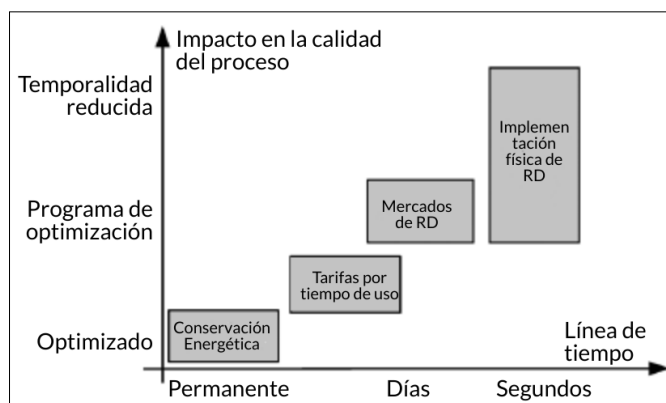 Impacto en la calidad
del proceso
Temporalidad
reducida
Implemen
tación
física de
RD
Programa de
optimización
Mercados
de RD
Tarifas por
tiempo de uso
Optimizado
Conservación
Energética
Línea de
tiempo
Permanente
Días
Segundos